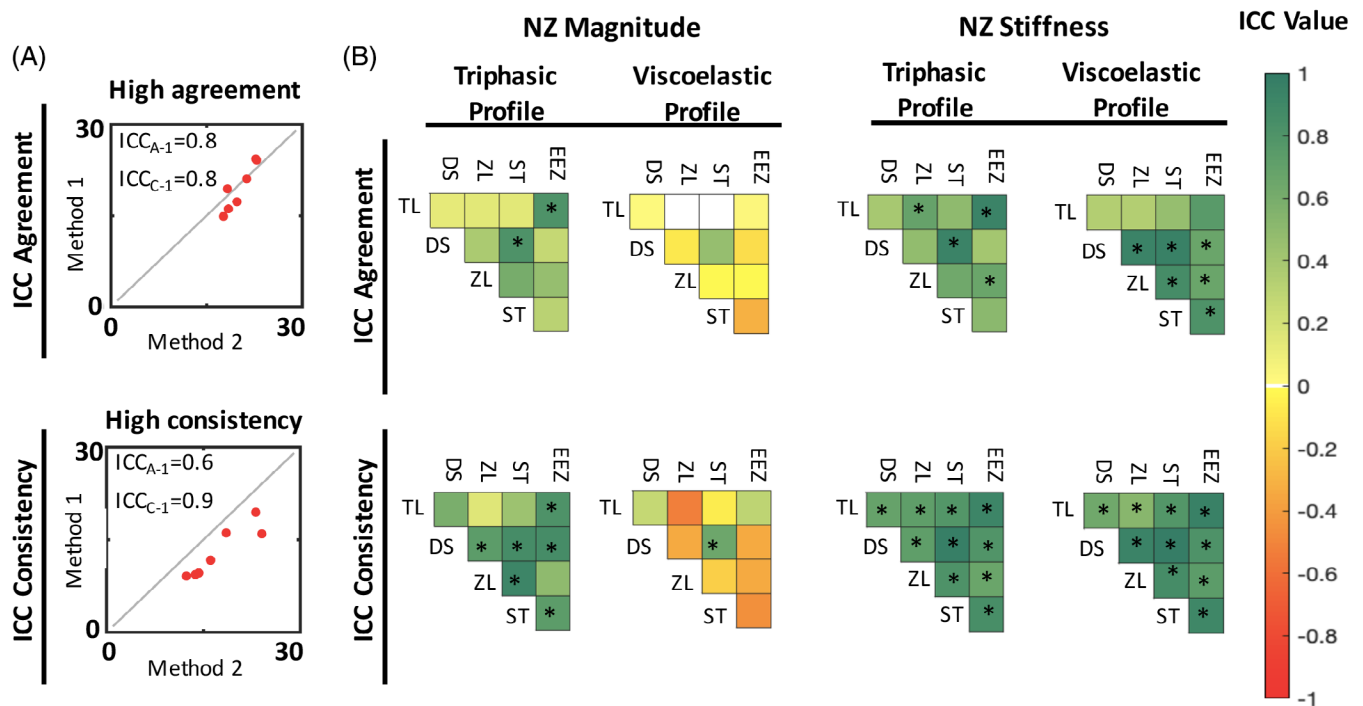 (A)
High agreement
ICC Agreement
30
ICC_A-1=0.8
ICC_C-1=0.8
Method 1
0
0
30
Method 2
High consistency
ICC Consistency
30
ICC_A-1=0.6
ICC_C-1=0.9
Method 1
0
0
30
Method 2
(B)
NZ Magnitude
NZ Stiffness
Triphasic
Profile
Viscoelastic
Profile
Triphasic
Profile
Viscoelastic
Profile
ICC Agreement
DS
ZL
ST
EEZ
TL
*
DS
*
ZL
ST
DS
ZL
ST
EEZ
TL
DS
ZL
ST
DS
ZL
ST
EEZ
TL
* *
DS
*
ZL
*
ST
DS
ZL
ST
EEZ
TL
DS
* * *
ZL
* *
ST
*
ICC Consistency
DS
ZL
ST
EEZ
TL
*
DS
* * *
ZL
*
ST
*
DS
ZL
ST
EEZ
TL
DS
*
ZL
ST
DS
ZL
ST
EEZ
TL
* * * *
DS
* * *
ZL
* *
ST
*
DS
ZL
ST
EEZ
TL
* * * *
DS
* * *
ZL
* *
ST
*
ICC Value
1
0.8
0.6
0.4
0.2
0
-0.2
-0.4
-0.6
-0.8
-1